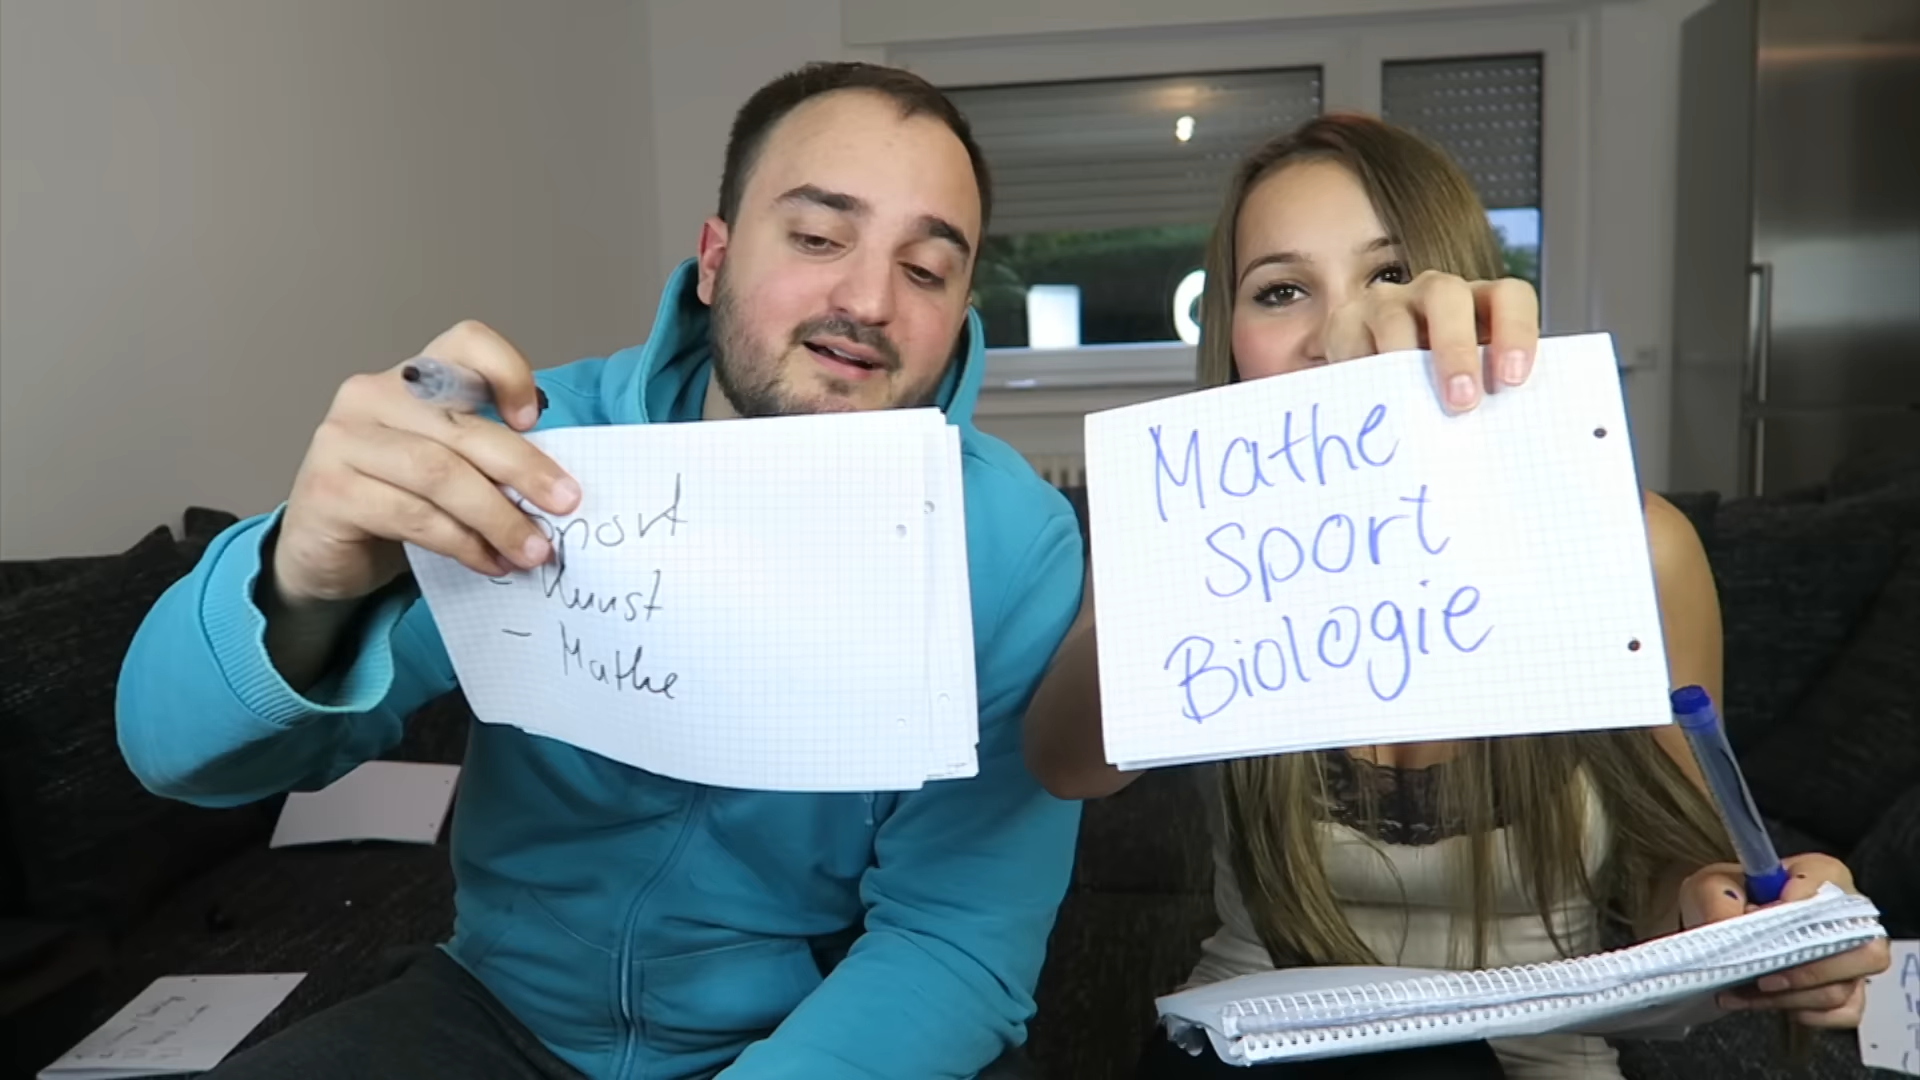 Sport
- Kunst
- Mathe
Mathe
Sport
Biologie